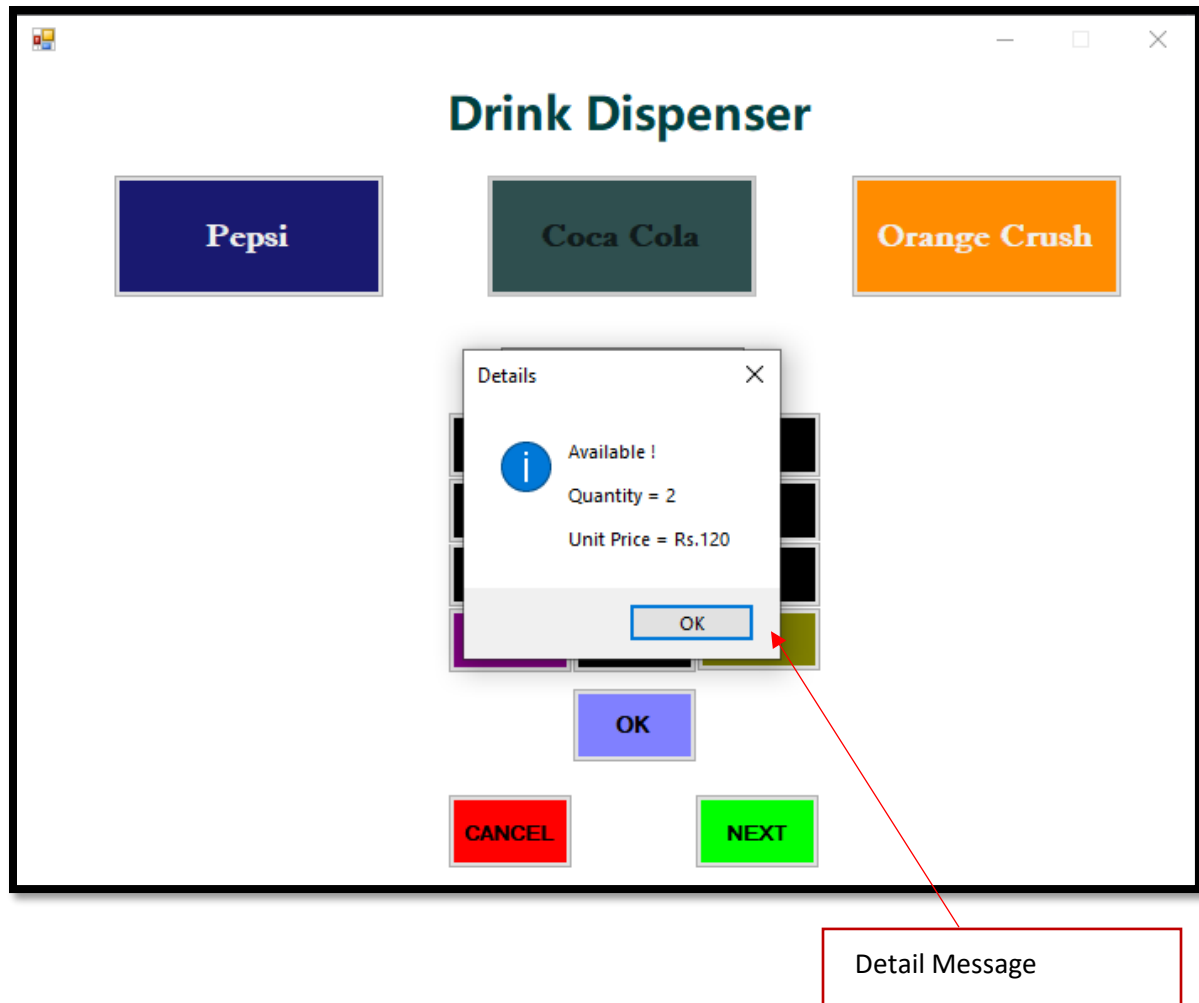 Drink Dispenser
Pepsi Coca Cola Orange Crush
Details
Available !
Quantity = 2
Unit Price = Rs.120
OK
OK
CANCEL NEXT
Detail Message